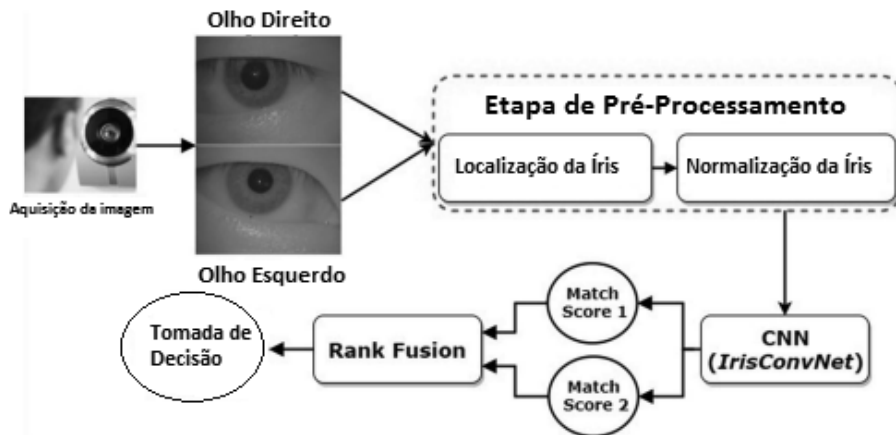 Olho Direito
Aquisição da imagem
Olho Esquerdo
Etapa de Pré-Processamento
Localização da Íris
Normalização da Íris
CNN
(IrisConvNet)
Match
Score 1
Match
Score 2
Rank Fusion
Tomada de
Decisão